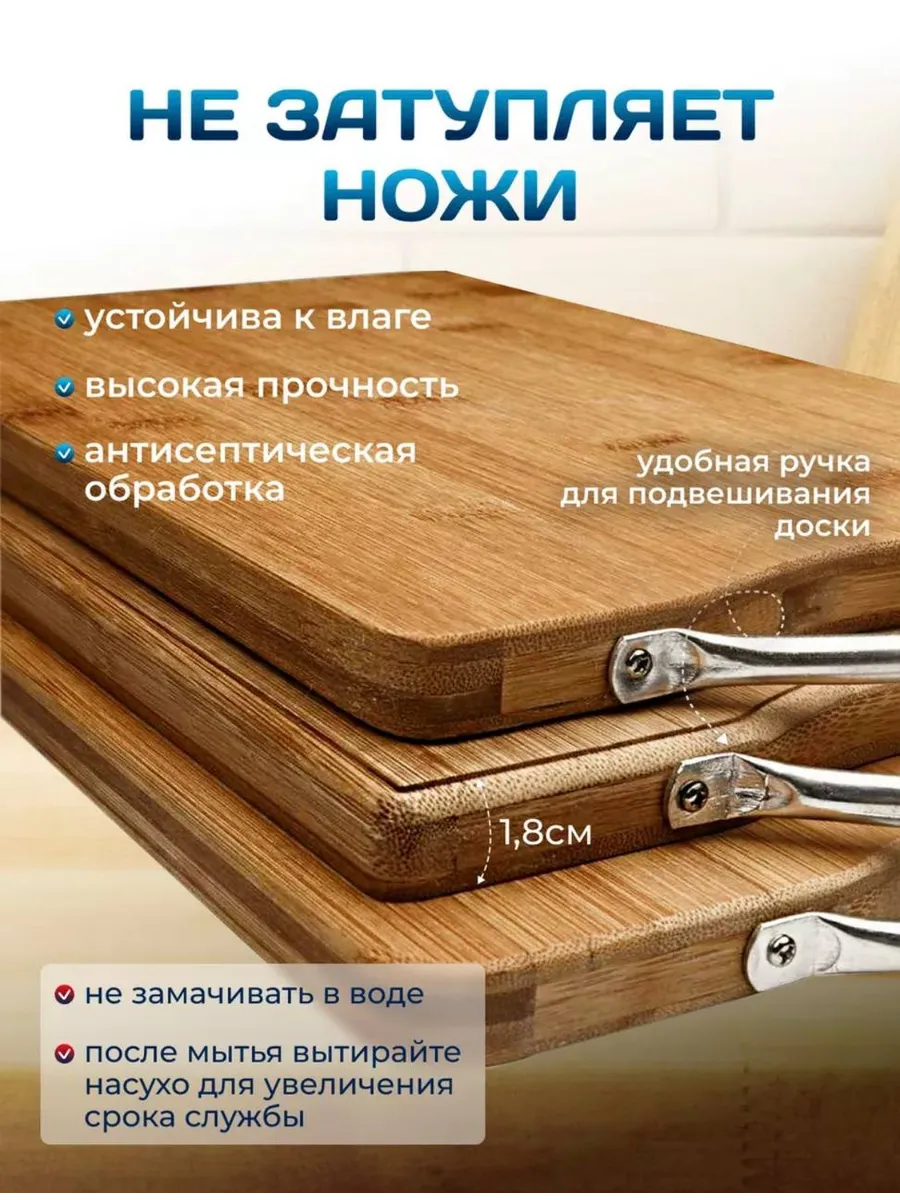 НЕ ЗАТУПЛЯЕТ
НОЖИ
устойчива к влаге
высокая прочность
антисептическая
обработка
удобная ручка
для подвешивания
доски
1,8см
не замачивать в воде
после мытья вытирайте
насухо для увеличения
срока службы